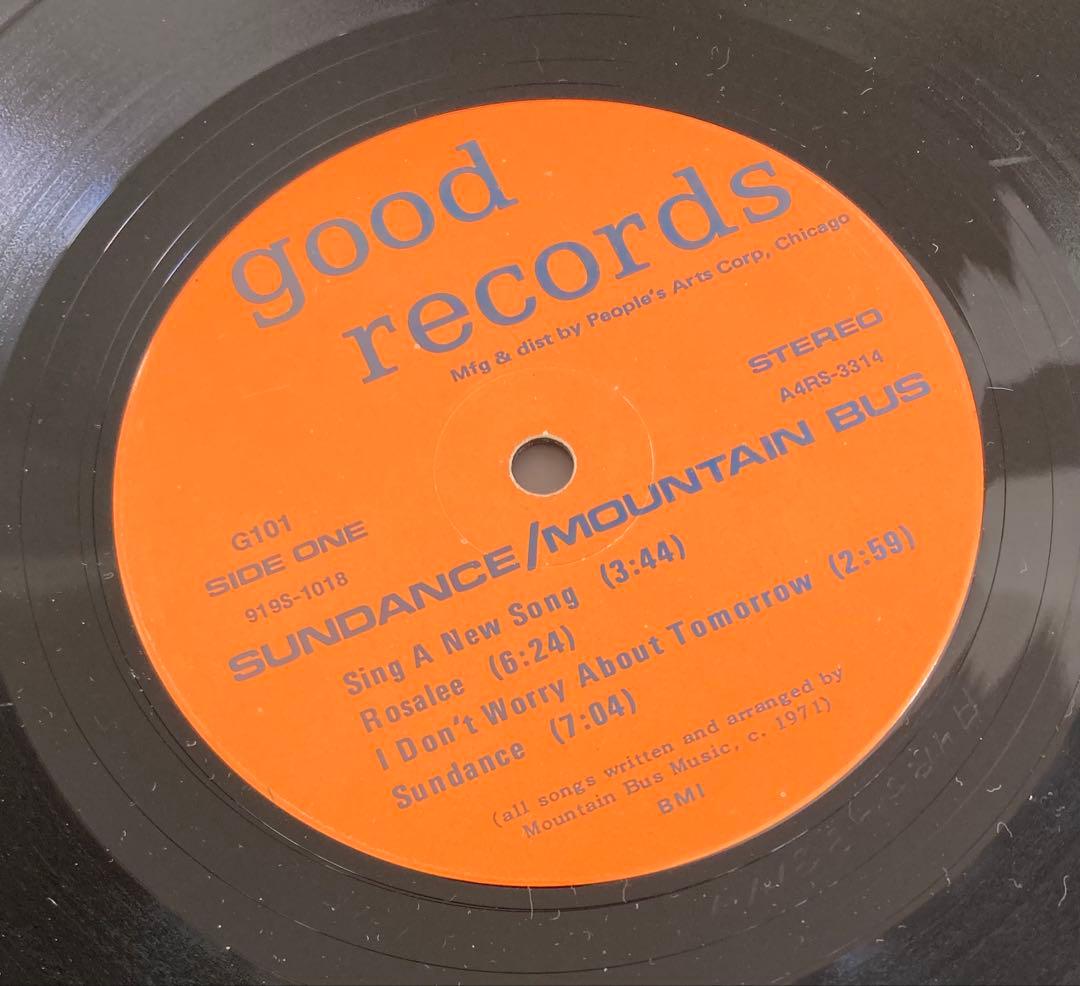 good
records
Mfg & dist by People's Arts Corp, Chicago
STEREO
A4RS-3314
G101
SIDE ONE
919S-1018
SUNDANCE/MOUNTAIN BUS
Sing A New Song (3:44)
Rosalee (6:24)
I Don't Worry About Tomorrow (2:59)
Sundance (7:04)
(all songs written and arranged by
Mountain Bus Music, c. 1971)
BMI